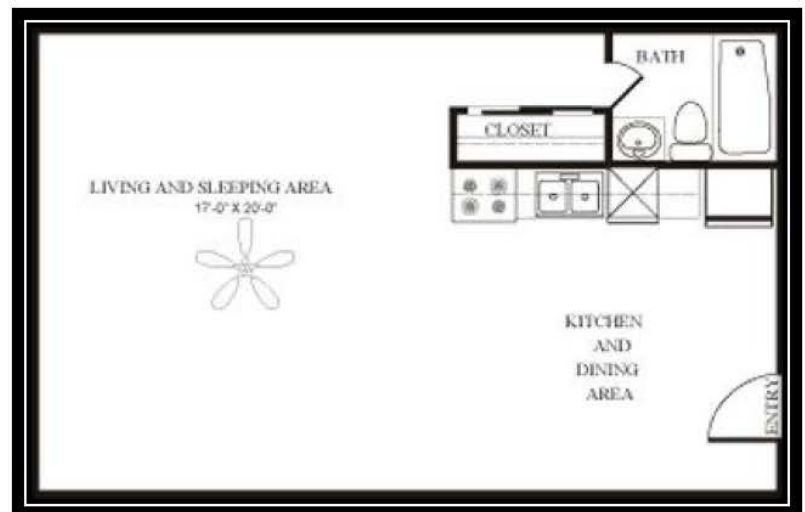 BATH
CLOSET
LIVING AND SLEEPING AREA
17'-0" X 20'-0"
KITCHEN
AND
DINING
AREA
ENTRY